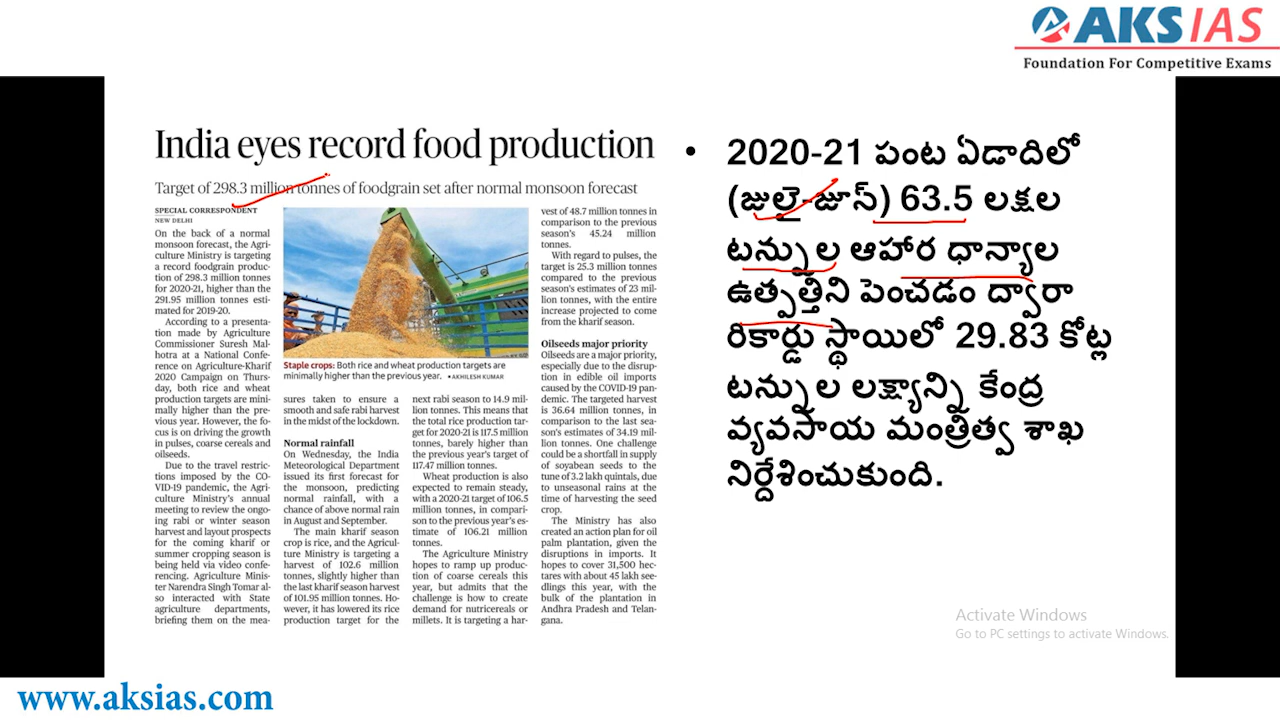 AKS IAS
Foundation For Competitive Exams
India eyes record food production
Target of 298.3 million tonnes of foodgrain set after normal monsoon forecast
SPECIAL CORRESPONDENT
NEW DELHI
On the back of a normal
monsoon forecast, the Agri-
culture Ministry is targeting
a record foodgrain produc-
tion of 298.3 million tonnes
for 2020-21, higher than the
291.95 million tonnes esti-
mated for 2019-20.
According to a presenta-
tion made by Agriculture
Commissioner Suresh Mal-
hotra at a National Confe-
rence on Agriculture-Kharif
2020 Campaign on Thurs-
day, both rice and wheat
production targets are mini-
mally higher than the pre-
vious year. However, the fo-
cus is on driving the growth
in pulses, coarse cereals and
oilseeds.
Due to the travel restric-
tions imposed by the CO-
VID-19 pandemic, the Agri-
culture Ministry's annual
meeting to review the ongo-
ing rabi or winter season
harvest and layout prospects
for the coming kharif or
summer cropping season is
being held via video confe-
rencing. Agriculture Minis-
ter Narendra Singh Tomar al-
so interacted with State
agriculture departments,
briefing them on the mea-
Staple crops: Both rice and wheat production targets are
minimally higher than the previous year. • AKHILESH KUMAR
sures taken to ensure a
smooth and safe rabi harvest
in the midst of the lockdown.
Normal rainfall
On Wednesday, the India
Meteorological Department
issued its first forecast for
the monsoon, predicting
normal rainfall, with a
chance of above normal rain
in August and September.
The main kharif season
crop is rice, and the Agricul-
ture Ministry is targeting a
harvest of 102.6 million
tonnes, slightly higher than
the last kharif season harvest
of 101.95 million tonnes. Ho-
wever, it has lowered its rice
production target for the
next rabi season to 14.9 mil-
lion tonnes. This means that
the total rice production tar-
get for 2020-21 is 117.5 million
tonnes, barely higher than
the previous year's target of
117.47 million tonnes.
Wheat production is also
expected to remain steady,
with a 2020-21 target of 106.5
million tonnes, in compari-
son to the previous year's es-
timate of 106.21 million
tonnes.
The Agriculture Ministry
hopes to ramp up produc-
tion of coarse cereals this
year, but admits that the
challenge is how to create
demand for nutricereals or
millets. It is targeting a har-
vest of 48.7 million tonnes in
comparison to the previous
season's 45.24 million
tonnes.
With regard to pulses, the
target is 25.3 million tonnes
compared to the previous
season's estimates of 23 mil-
lion tonnes, with the entire
increase projected to come
from the kharif season.
Oilseeds major priority
Oilseeds are a major priority,
especially due to the disrup-
tion in edible oil imports
caused by the COVID-19 pan-
demic. The targeted harvest
is 36.64 million tonnes, in
comparison to the last sea-
son's estimates of 34.19 mil-
lion tonnes. One challenge
could be a shortfall in supply
of soyabean seeds to the
tune of 3.2 lakh quintals, due
to unseasonal rains at the
time of harvesting the seed
crop.
The Ministry has also
created an action plan for oil
palm plantation, given the
disruptions in imports. It
hopes to cover 31,500 hec-
tares with about 45 lakh see-
dlings this year, with the
bulk of the plantation in
Andhra Pradesh and Telan-
gana.
• 2020-21 పంట ఏడాదిలో
(జులై-జూన్) 63.5 లక్షల
టన్నుల ఆహార ధాన్యాల
ఉత్పత్తిని పెంచడం ద్వారా
రికార్డు స్థాయిలో 29.83 కోట్ల
టన్నుల లక్ష్యాన్ని కేంద్ర
వ్యవసాయ మంత్రిత్వ శాఖ
నిర్దేశించుకుంది.
Activate Windows
Go to PC settings to activate Windows.
www.aksias.com